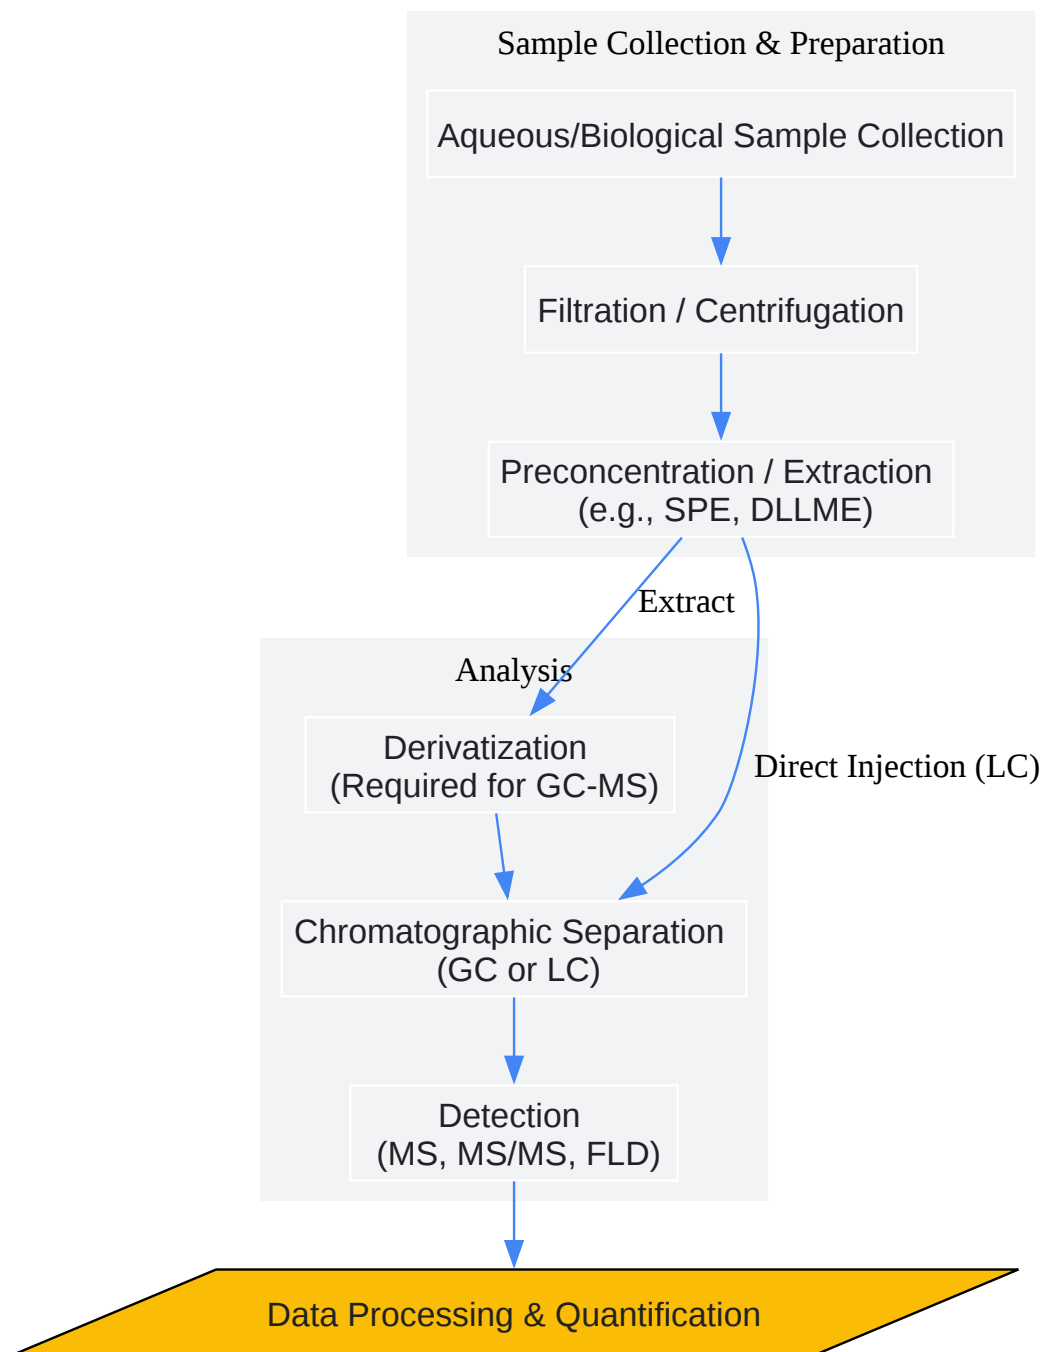 Sample Collection & Preparation
Aqueous/Biological Sample Collection
Filtration / Centrifugation
Preconcentration / Extraction
(e.g., SPE, DLLME)
Extract
Analysis
Derivatization
(Required for GC-MS)
Direct Injection (LC)
Chromatographic Separation
(GC or LC)
Detection
(MS, MS/MS, FLD)
Data Processing & Quantification